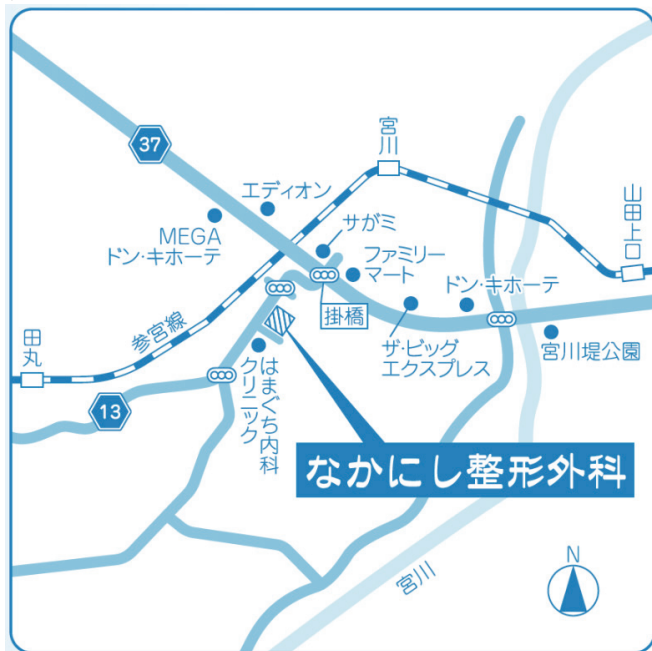 37
宮川
エディオン
MEGA
ドン・キホーテ
サガミ
ファミリー
マート
山田上口
掛橋
ドン・キホーテ
ザ・ビッグ
エクスプレス
宮川堤公園
参宮線
田丸
13
はまぐち内科
クリニック
なかにし整形外科
宮川
N